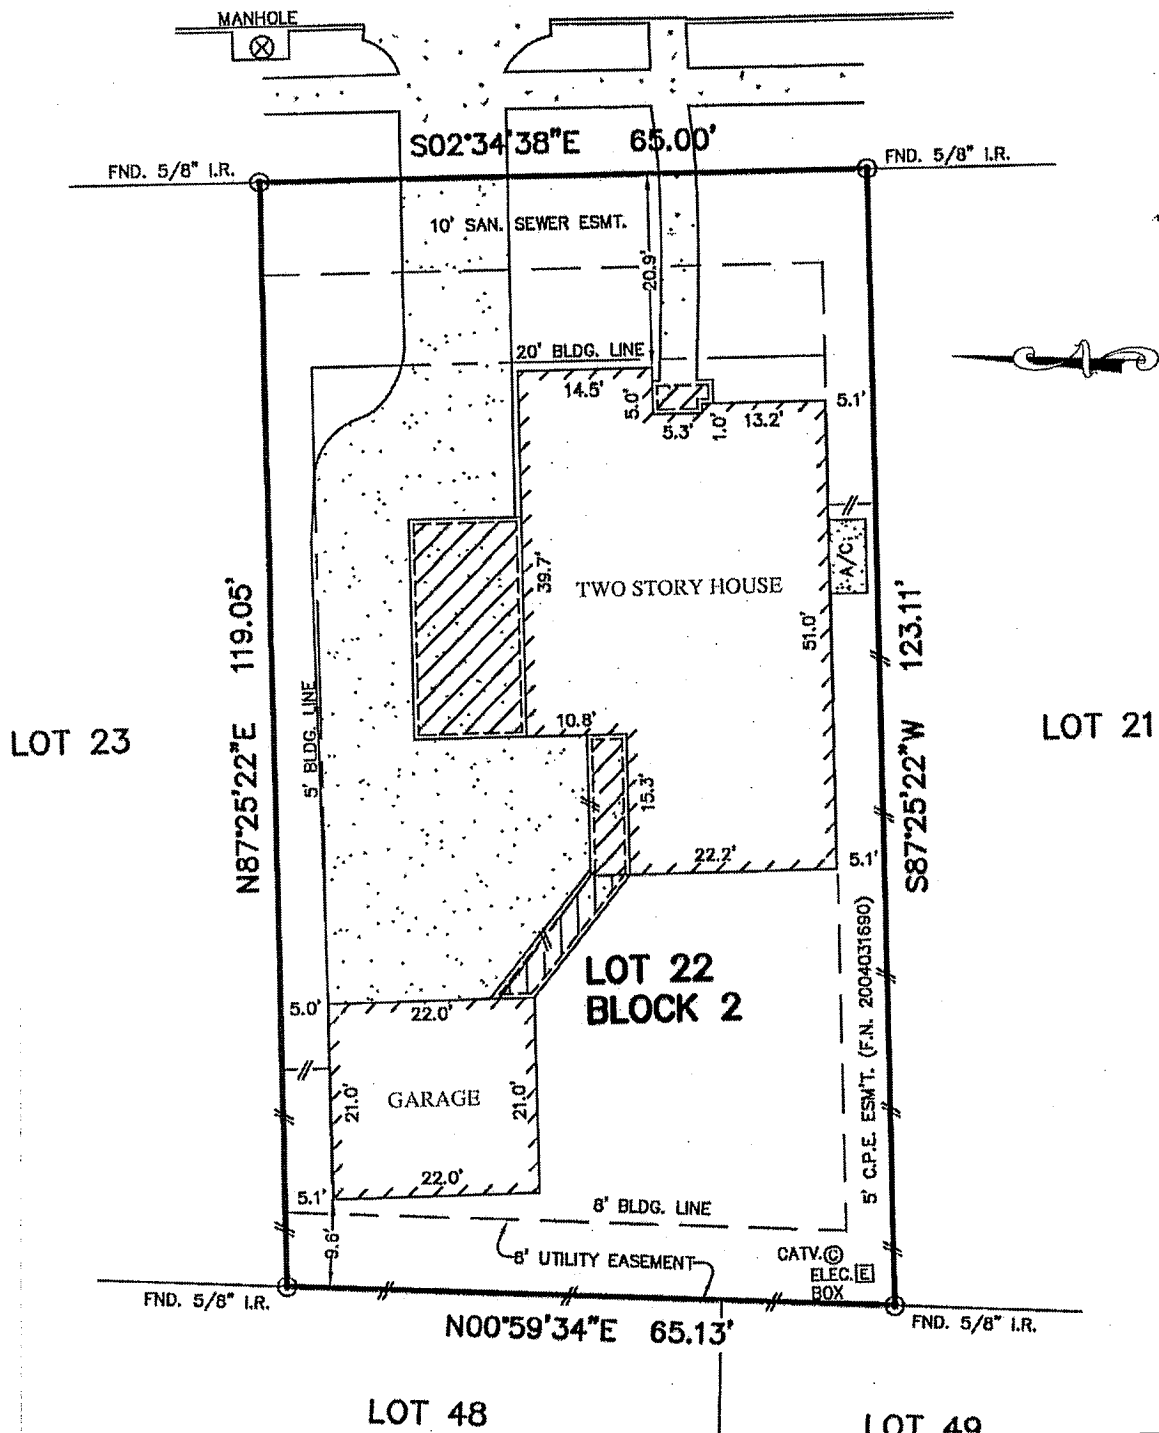 MANHOLE
S02°34'38"E 65.00'
FND. 5/8" I.R.
FND. 5/8" I.R.
10' SAN. SEWER ESMT.
20.9'
20' BLDG. LINE
14.5'
5.0'
5.3'
1.0'
13.2'
5.1'
A/C
39.7'
TWO STORY HOUSE
51.0'
N87°25'22"E 119.05'
S87°25'22"W 123.11'
5' BLDG. LINE
LOT 23
LOT 21
10.8'
15.3'
22.2'
5.1'
LOT 22
BLOCK 2
5' C.P.E. ESM'T. (F.N. 2004031690)
5.0'
22.0'
21.0'
GARAGE
21.0'
22.0'
5.1'
9.6'
8' BLDG. LINE
8' UTILITY EASEMENT
CATV. C
ELEC. E
BOX
FND. 5/8" I.R.
FND. 5/8" I.R.
N00°59'34"E 65.13'
LOT 48
LOT 49